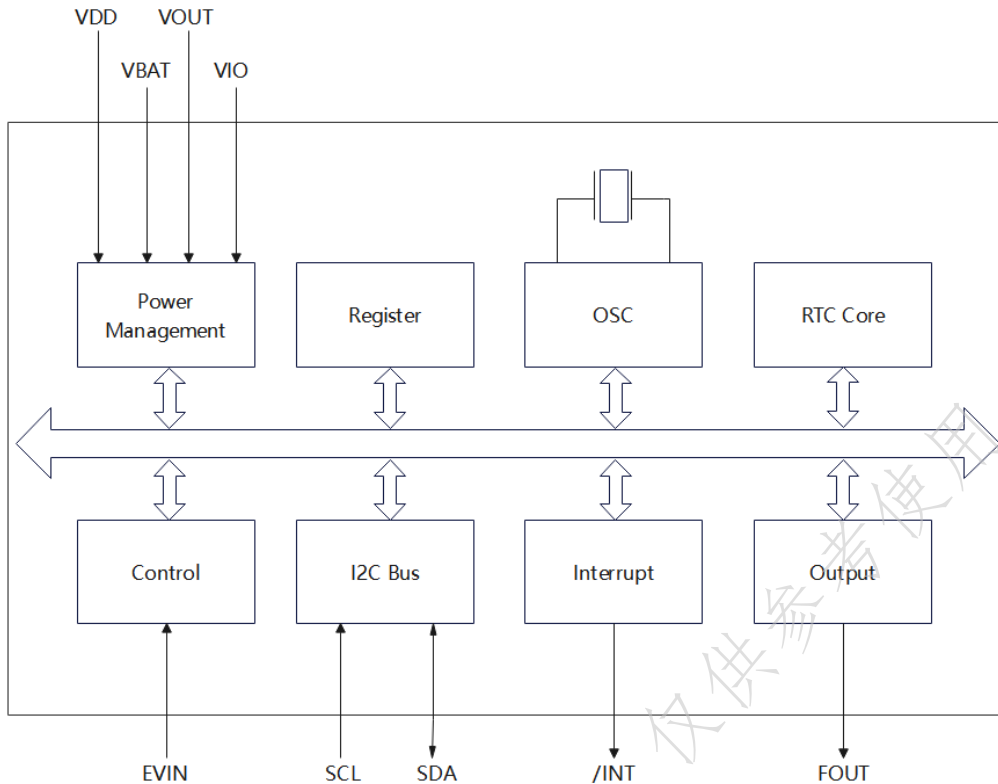 VDD
VOUT
VBAT
VIO
Power
Management
Register
OSC
RTC Core
Control
I2C Bus
Interrupt
Output
EVIN
SCL
SDA
/INT
FOUT
仅供参考使用